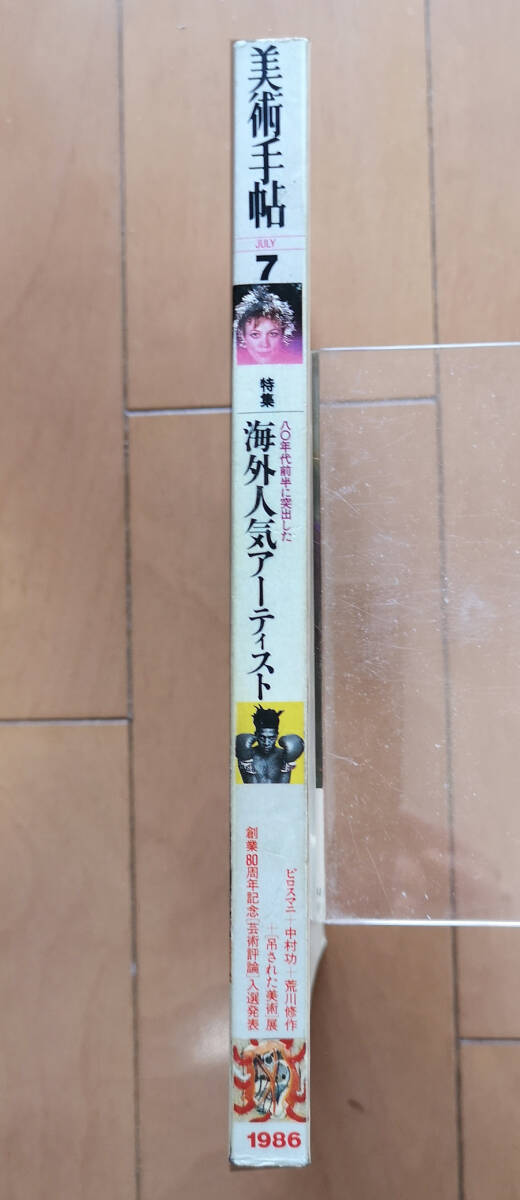 美術手帖
JULY
7
特集
八〇年代前半に突出した
海外人気アーティスト
ピロスマニ+中村功+荒川修作
+[吊された美術]展
創業80周年記念[芸術評論]入選発表
1986